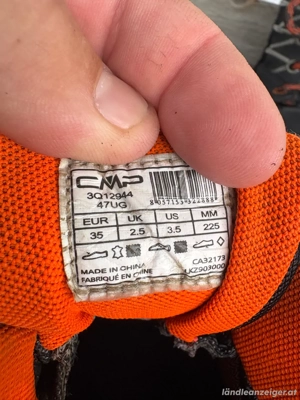 CMP
3Q12944
47UG
EUR UK US MM
35 2.5 3.5 225
MADE IN CHINA
FABRIQUÉ EN CHINE
CA32173
ländleanzeiger.at